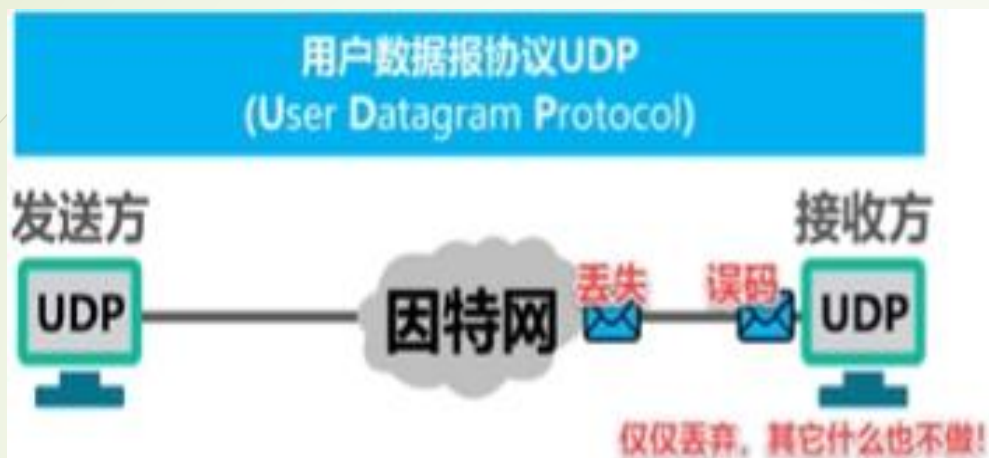 用户数据报协议UDP
(User Datagram Protocol)
发送方
接收方
丢失
误码
UDP
因特网
UDP
仅仅丢弃，其它什么也不做！